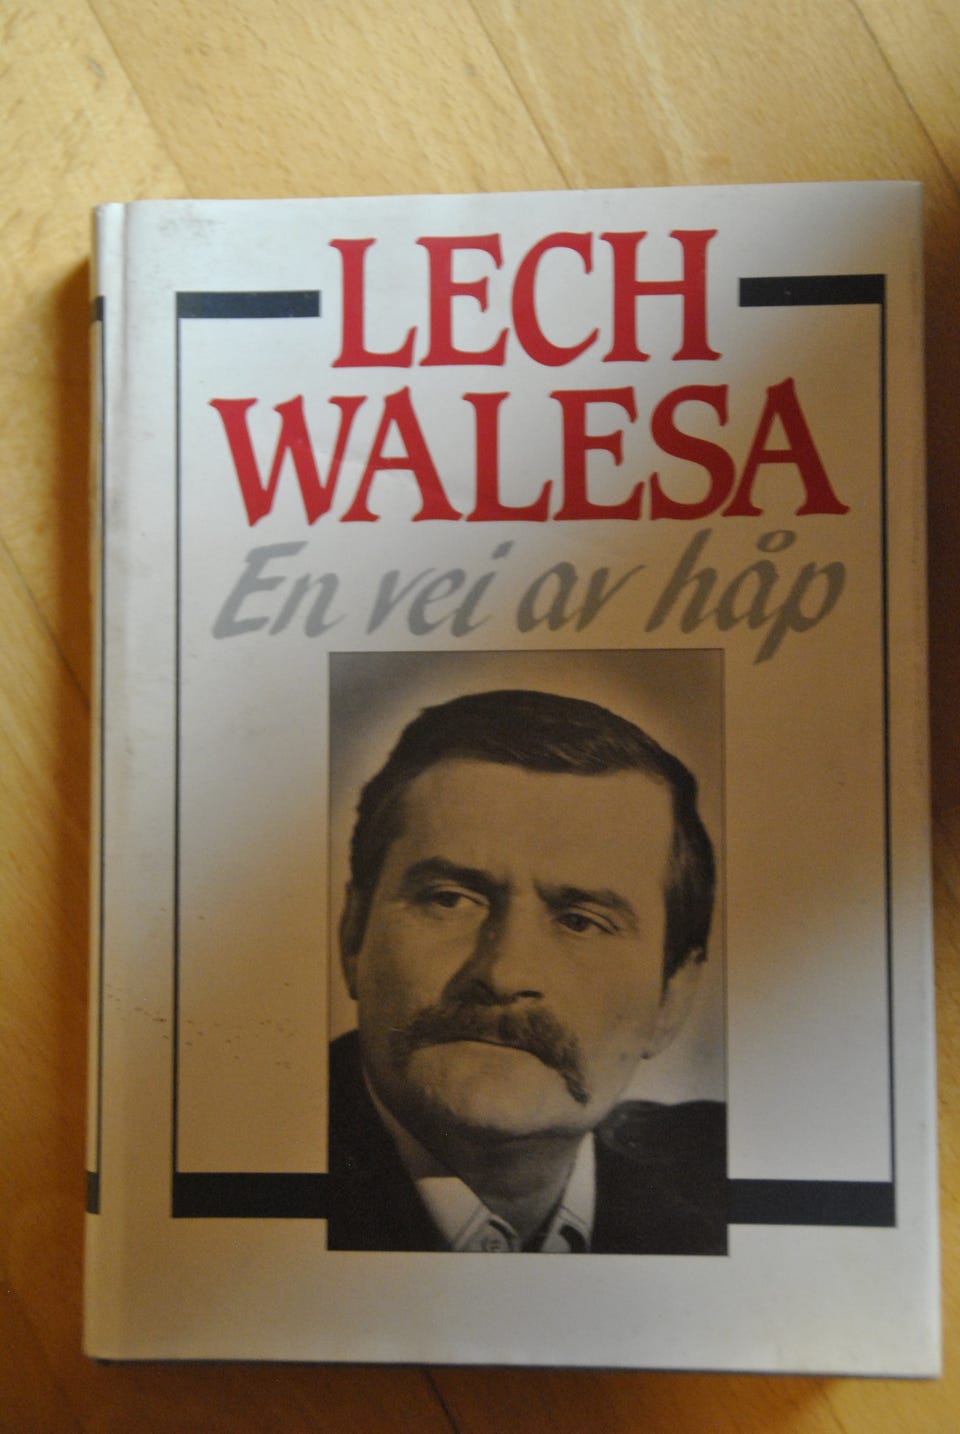 LECH
WALESA
En vei av håp